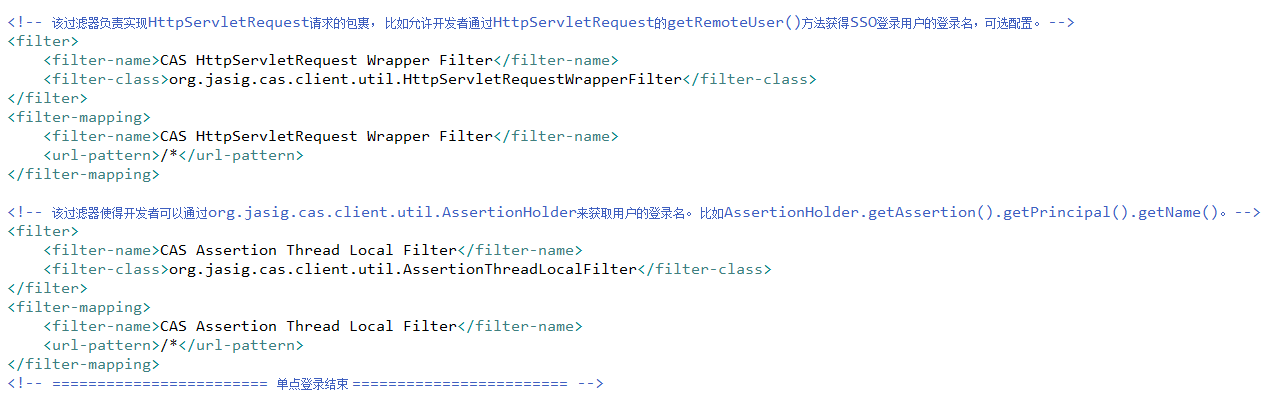 <!-- 该过滤器负责实现HttpServletRequest请求的包裹， 比如允许开发者通过HttpServletRequest的getRemoteUser()方法获得SSO登录用户的登录名，可选配置。 -->
<filter>
    <filter-name>CAS HttpServletRequest Wrapper Filter</filter-name>
    <filter-class>org.jasig.cas.client.util.HttpServletRequestWrapperFilter</filter-class>
</filter>
<filter-mapping>
    <filter-name>CAS HttpServletRequest Wrapper Filter</filter-name>
    <url-pattern>/*</url-pattern>
</filter-mapping>

<!-- 该过滤器使得开发者可以通过org.jasig.cas.client.util.AssertionHolder来获取用户的登录名。 比如AssertionHolder.getAssertion().getPrincipal().getName()。-->
<filter>
    <filter-name>CAS Assertion Thread Local Filter</filter-name>
    <filter-class>org.jasig.cas.client.util.AssertionThreadLocalFilter</filter-class>
</filter>
<filter-mapping>
    <filter-name>CAS Assertion Thread Local Filter</filter-name>
    <url-pattern>/*</url-pattern>
</filter-mapping>
<!-- ======================== 单点登录结束 ======================== -->